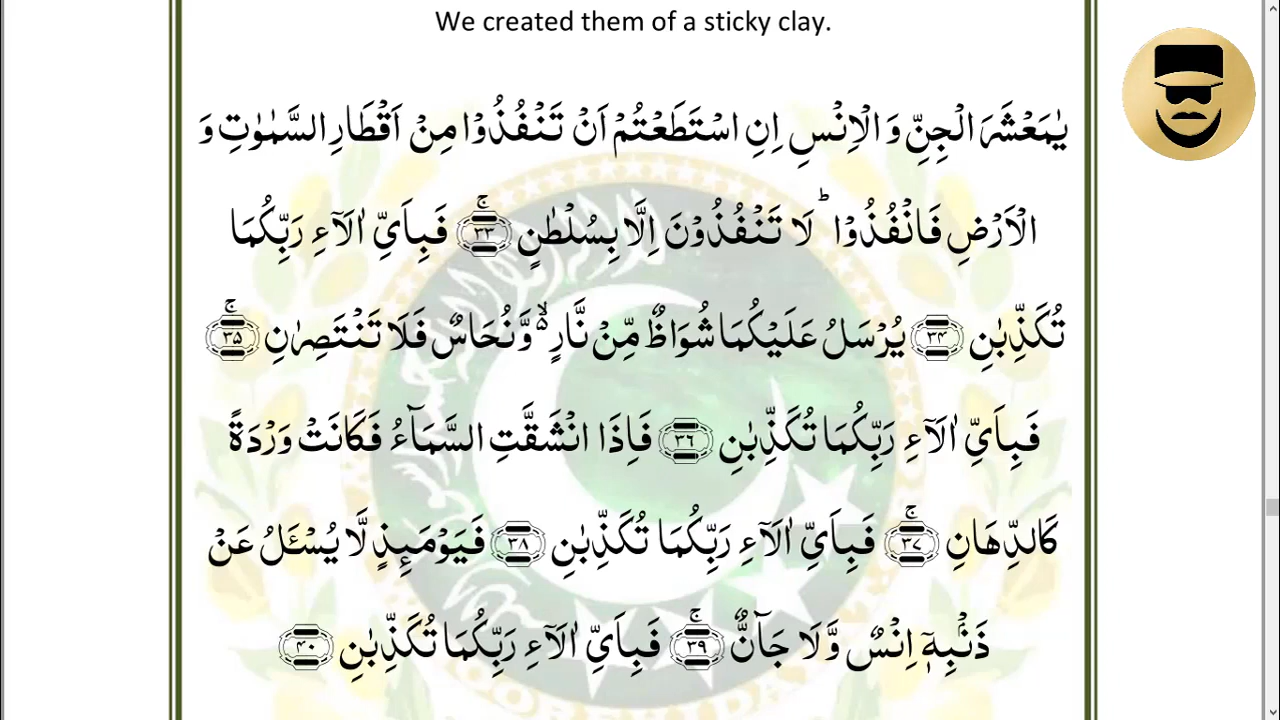 We created them of a sticky clay.
يٰمَعْشَرَ الْجِنِّ وَ الْاِنْسِ اِنِ اسْتَطَعْتُمْ اَنْ تَنْفُذُوْا مِنْ اَقْطَارِ السَّمٰوٰتِ وَ
الْاَرْضِ فَانْفُذُوْا ؕ لَا تَنْفُذُوْنَ اِلَّا بِسُلْطٰنٍ ۚ﴿۳۳﴾ فَبِاَيِّ اٰلَآءِ رَبِّكُمَا
تُكَذِّبٰنِ ﴿۳۴﴾ يُرْسَلُ عَلَيْكُمَا شُوَاظٌ مِّنْ نَّارٍ ۙ۬ وَّ نُحَاسٌ فَلَا تَنْتَصِرٰنِ ۚ﴿۳۵﴾
فَبِاَيِّ اٰلَآءِ رَبِّكُمَا تُكَذِّبٰنِ ﴿۳۶﴾ فَاِذَا انْشَقَّتِ السَّمَآءُ فَكَانَتْ وَرْدَةً
كَالدِّهَانِ ۚ﴿۳۷﴾ فَبِاَيِّ اٰلَآءِ رَبِّكُمَا تُكَذِّبٰنِ ﴿۳۸﴾ فَيَوْمَىِٕذٍ لَّا يُسْـَٔلُ عَنْ
ذَنْۢبِهٖۤ اِنْسٌ وَّلَا جَآنٌّ ۚ﴿۳۹﴾ فَبِاَيِّ اٰلَآءِ رَبِّكُمَا تُكَذِّبٰنِ ﴿۴۰﴾